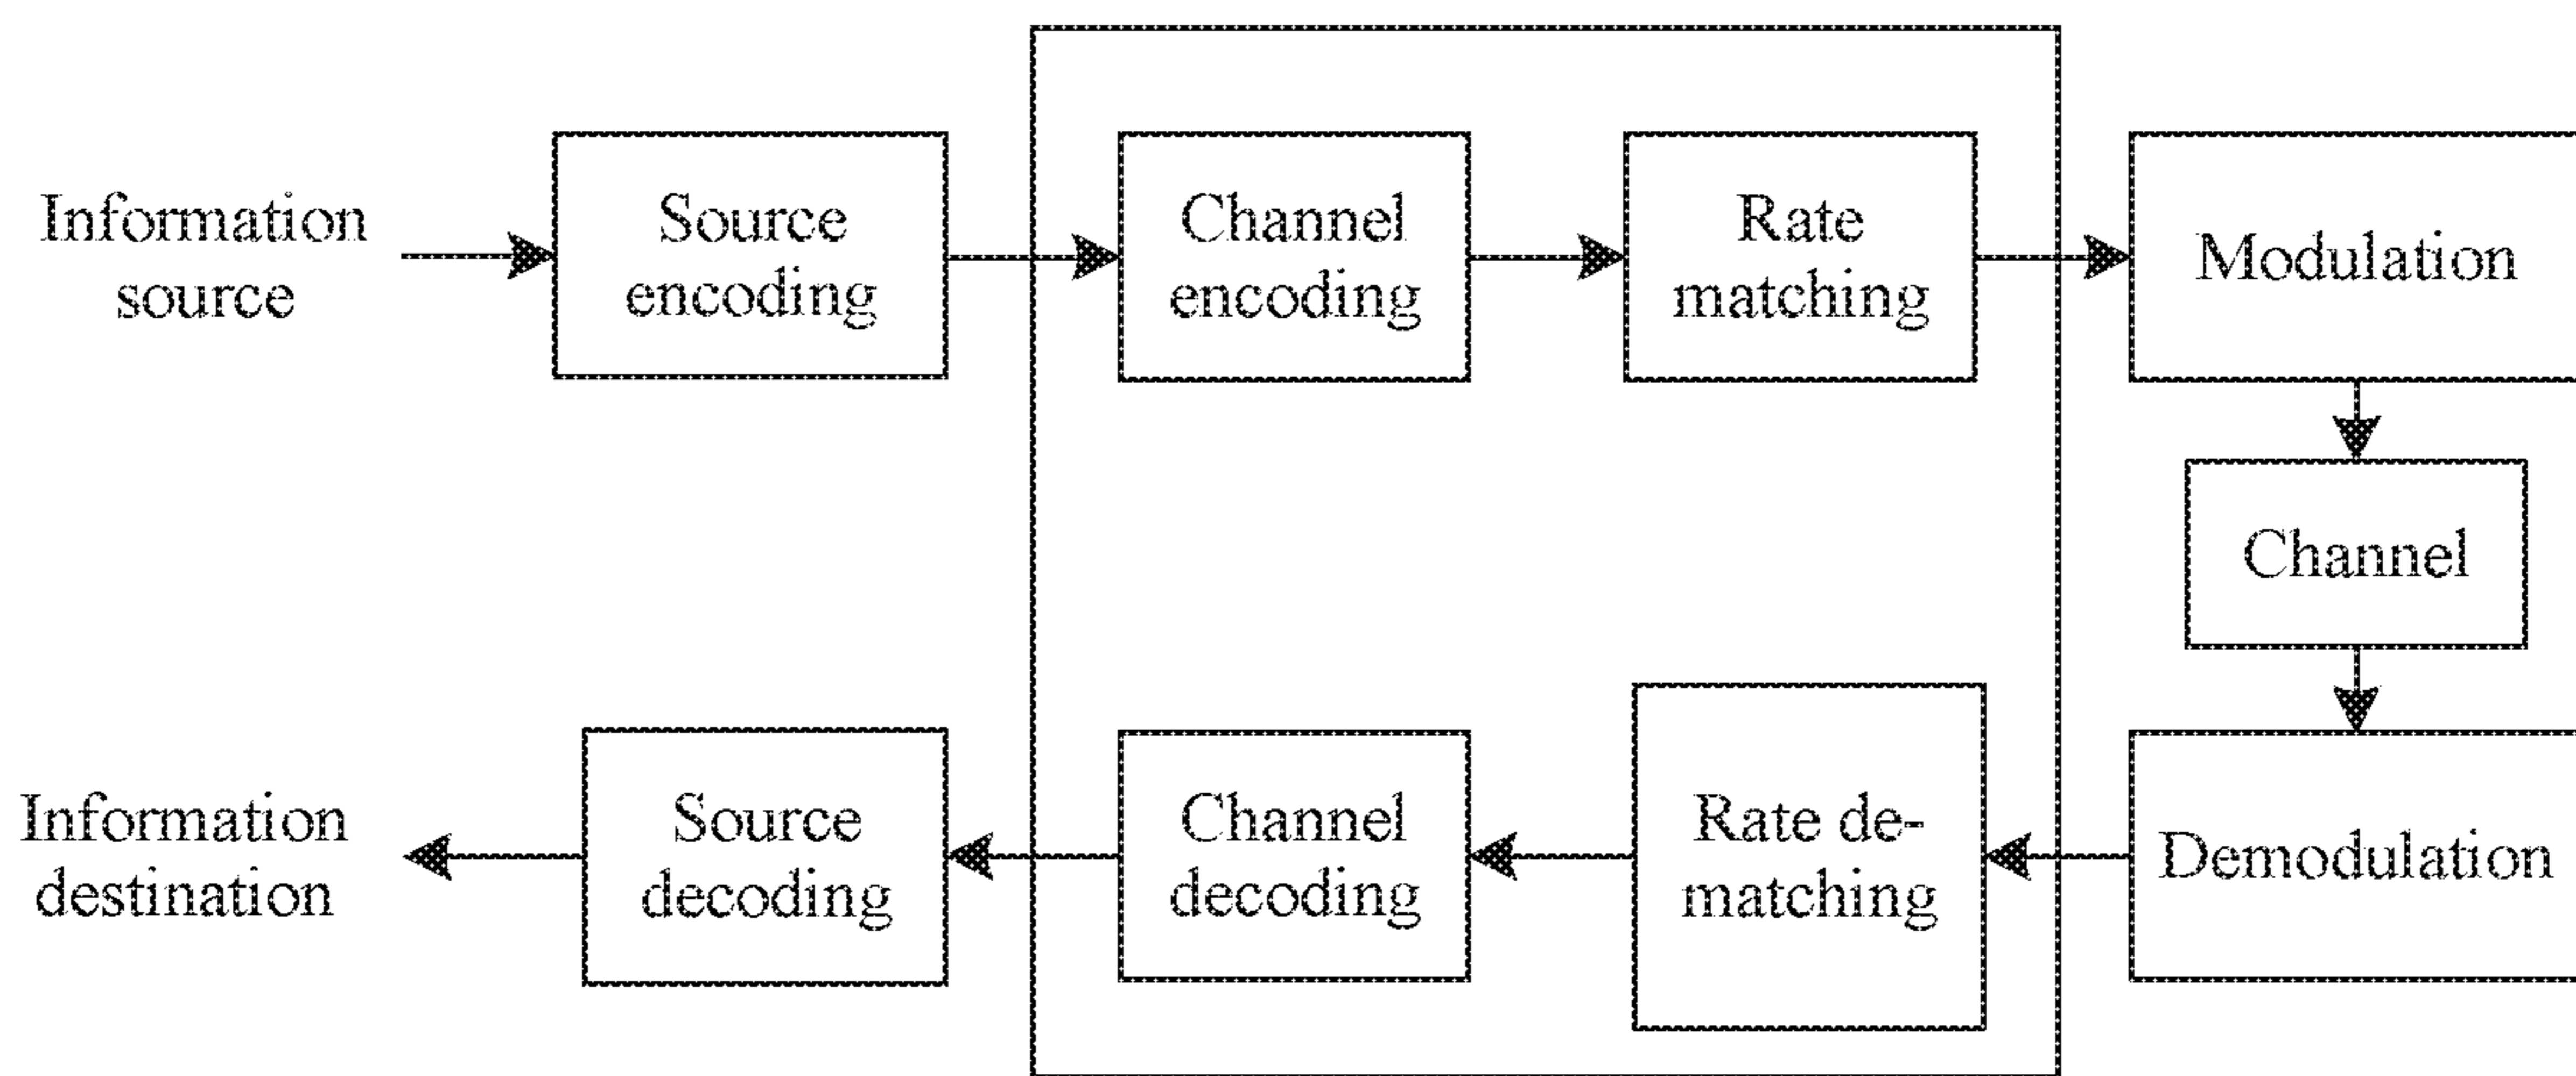 Information
source
Source
encoding
Channel
encoding
Rate
matching
Modulation
Channel
Information
destination
Source
decoding
Channel
decoding
Rate de-
matching
Demodulation